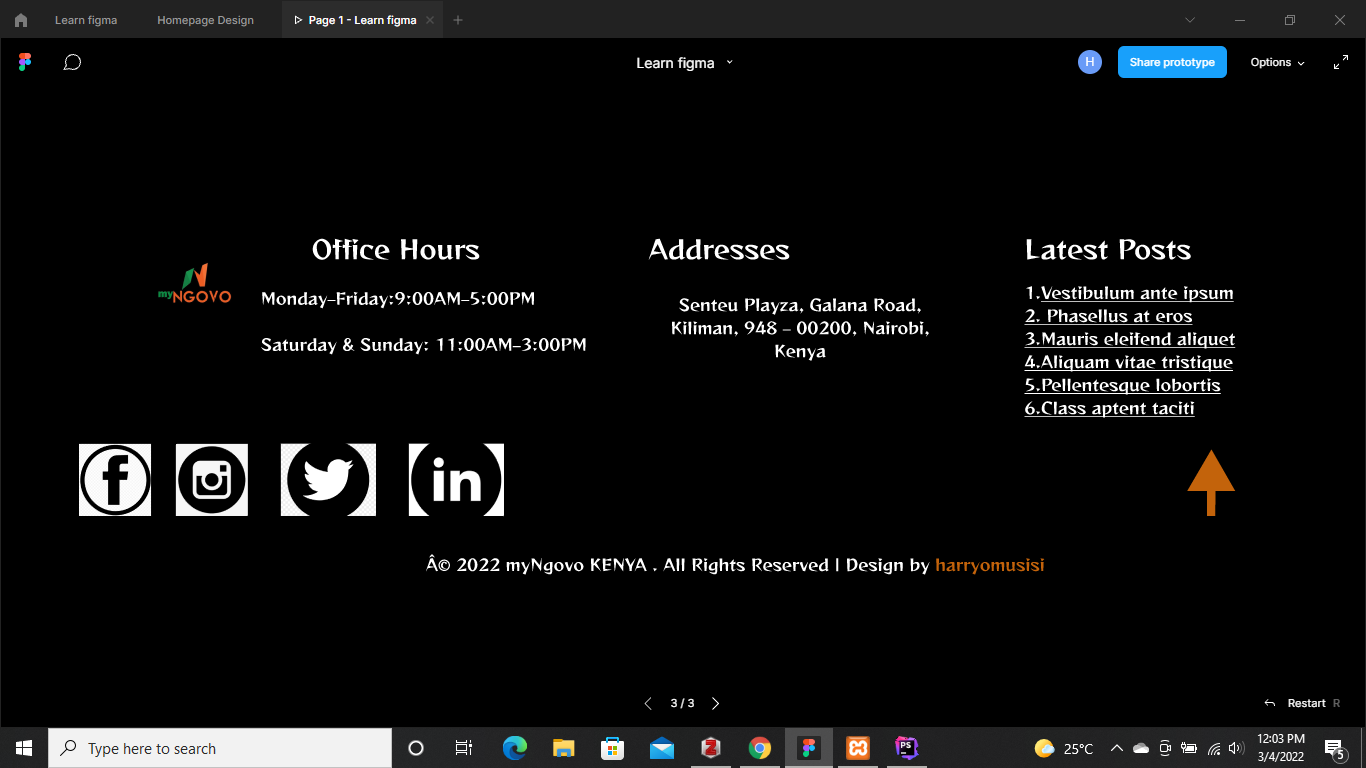 Learn figma
Homepage Design
Page 1 - Learn figma
Learn figma
H
Share prototype
Options
Office Hours
Addresses
Latest Posts
myNGOVO
Monday-Friday:9:00AM-5:00PM
Saturday & Sunday: 11:00AM-3:00PM
Senteu Playza, Galana Road,
Kiliman, 948 – 00200, Nairobi,
Kenya
1.Vestibulum ante ipsum
2. Phasellus at eros
3.Mauris eleifend aliquet
4.Aliquam vitae tristique
5.Pellentesque lobortis
6.Class aptent taciti
f
in
Â© 2022 myNgovo KENYA . All Rights Reserved | Design by harryomusisi
3 / 3
Restart R
Type here to search
PS
25°C
12:03 PM
3/4/2022
5